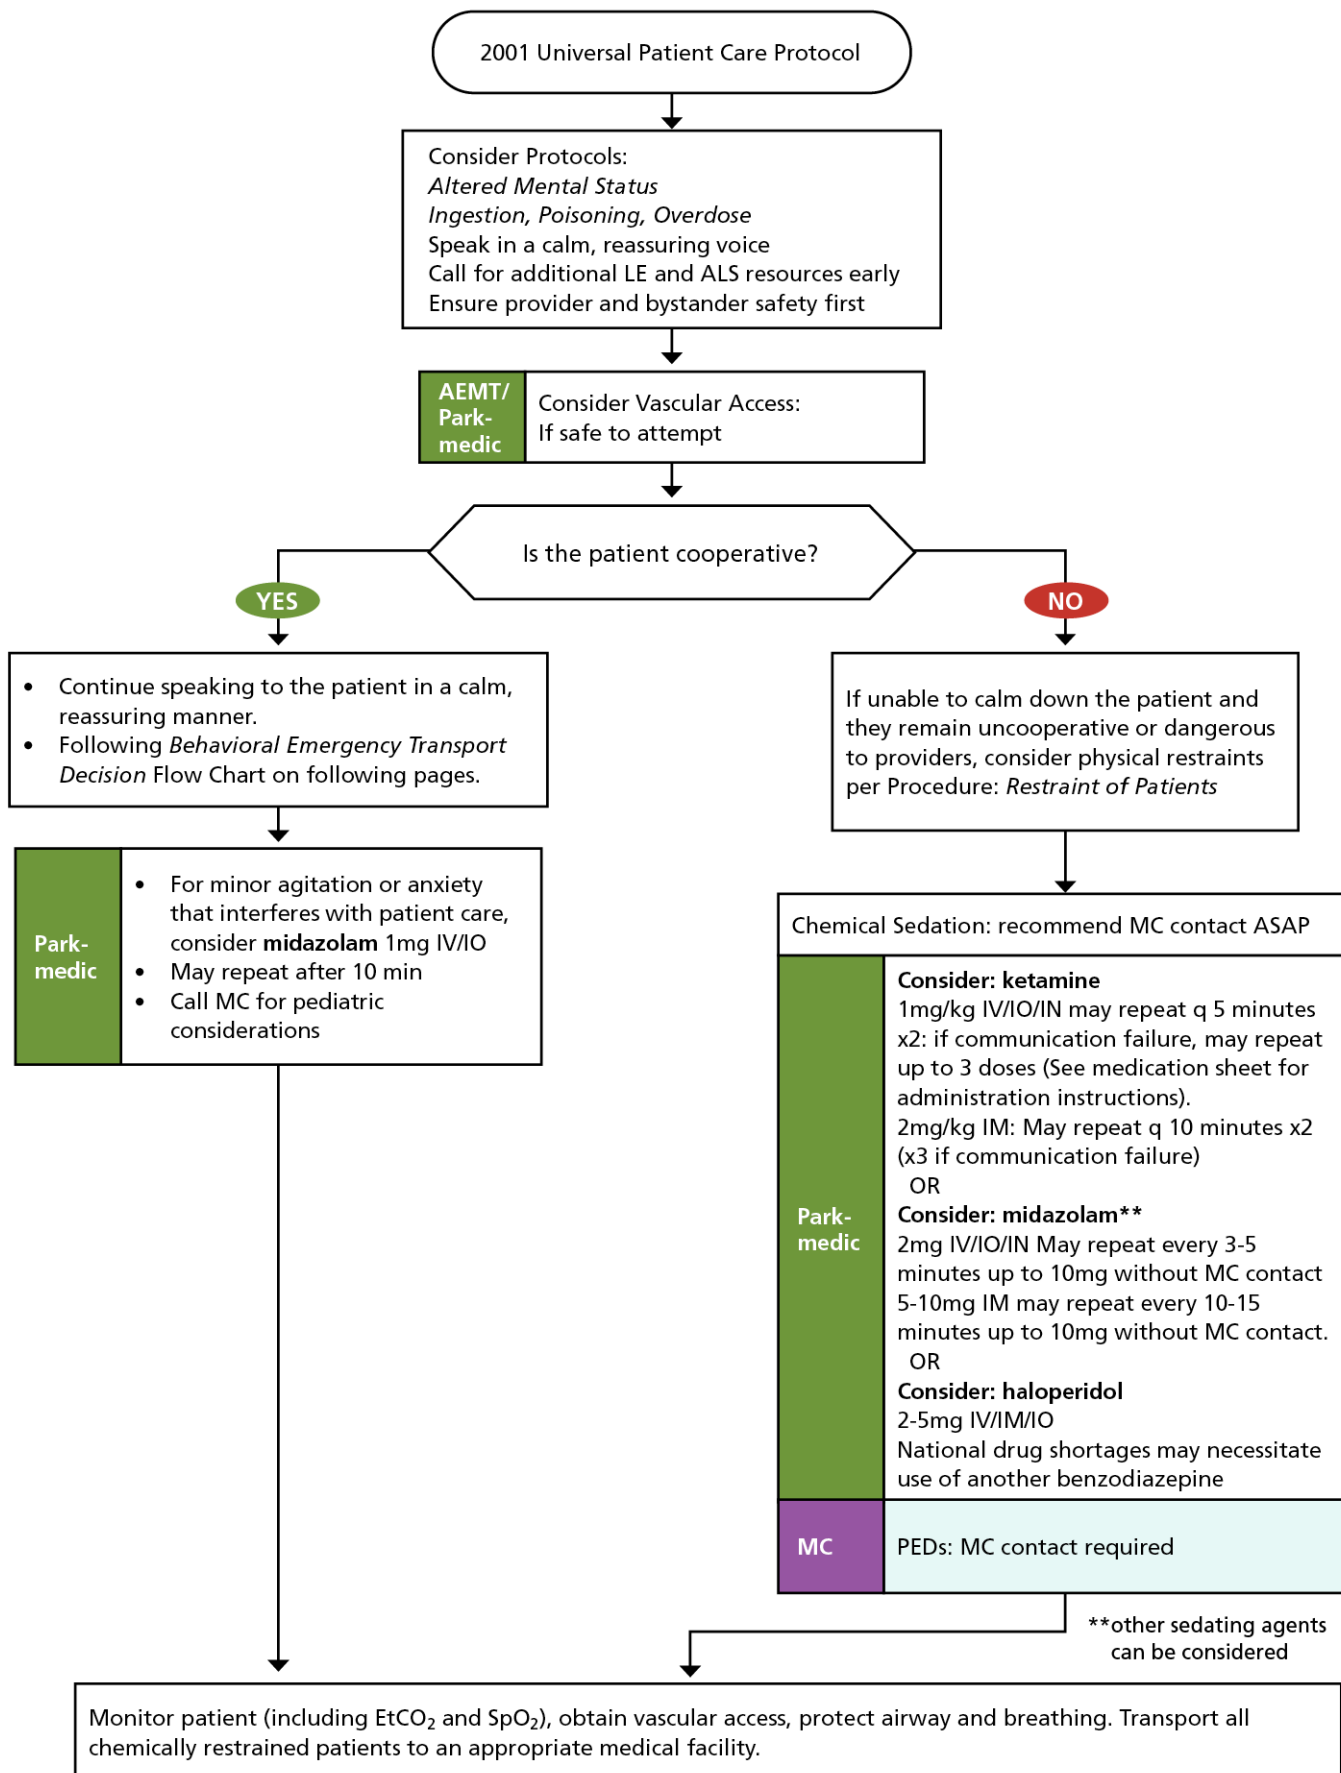 2001 Universal Patient Care Protocol
Consider Protocols:
Altered Mental Status
Ingestion, Poisoning, Overdose
Speak in a calm, reassuring voice
Call for additional LE and ALS resources early
Ensure provider and bystander safety first
AEMT/
Park-
medic
Consider Vascular Access:
If safe to attempt
Is the patient cooperative?
YES
NO
• Continue speaking to the patient in a calm,
reassuring manner.
• Following Behavioral Emergency Transport
Decision Flow Chart on following pages.
Park-
medic
• For minor agitation or anxiety
that interferes with patient care,
consider midazolam 1mg IV/IO
• May repeat after 10 min
• Call MC for pediatric
considerations
If unable to calm down the patient and
they remain uncooperative or dangerous
to providers, consider physical restraints
per Procedure: Restraint of Patients
Chemical Sedation: recommend MC contact ASAP
Park-
medic
Consider: ketamine
1mg/kg IV/IO/IN may repeat q 5 minutes
x2: if communication failure, may repeat
up to 3 doses (See medication sheet for
administration instructions).
2mg/kg IM: May repeat q 10 minutes x2
(x3 if communication failure)
OR
Consider: midazolam**
2mg IV/IO/IN May repeat every 3-5
minutes up to 10mg without MC contact
5-10mg IM may repeat every 10-15
minutes up to 10mg without MC contact.
OR
Consider: haloperidol
2-5mg IV/IM/IO
National drug shortages may necessitate
use of another benzodiazepine
MC
PEDs: MC contact required
**other sedating agents
can be considered
Monitor patient (including EtCO₂ and SpO₂), obtain vascular access, protect airway and breathing. Transport all
chemically restrained patients to an appropriate medical facility.